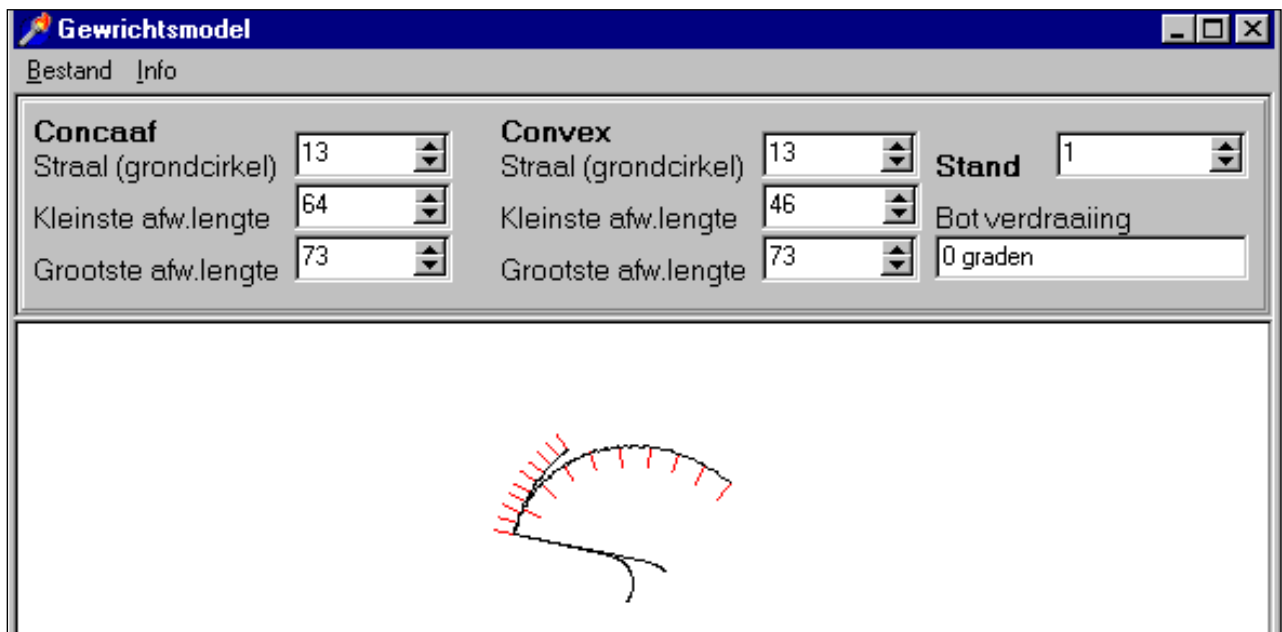 Gewrichtsmodel
Bestand Info
Concaaf
Straal (grondcirkel) 13
Kleinste afw.lengte 64
Grootste afw.lengte 73
Convex
Straal (grondcirkel) 13
Kleinste afw.lengte 46
Grootste afw.lengte 73
Stand 1
Bot verdraaiing
0 graden